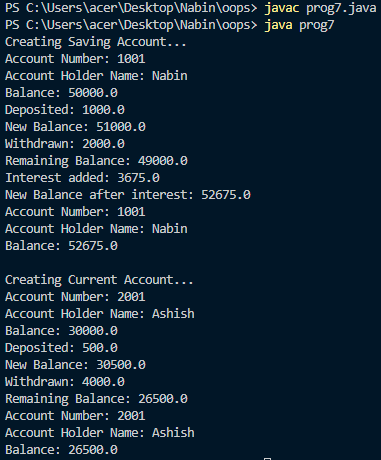 PS C:\Users\acer\Desktop\Nabin\oops> javac prog7.java
PS C:\Users\acer\Desktop\Nabin\oops> java prog7
Creating Saving Account...
Account Number: 1001
Account Holder Name: Nabin
Balance: 50000.0
Deposited: 1000.0
New Balance: 51000.0
Withdrawn: 2000.0
Remaining Balance: 49000.0
Interest added: 3675.0
New Balance after interest: 52675.0
Account Number: 1001
Account Holder Name: Nabin
Balance: 52675.0

Creating Current Account...
Account Number: 2001
Account Holder Name: Ashish
Balance: 30000.0
Deposited: 500.0
New Balance: 30500.0
Withdrawn: 4000.0
Remaining Balance: 26500.0
Account Number: 2001
Account Holder Name: Ashish
Balance: 26500.0